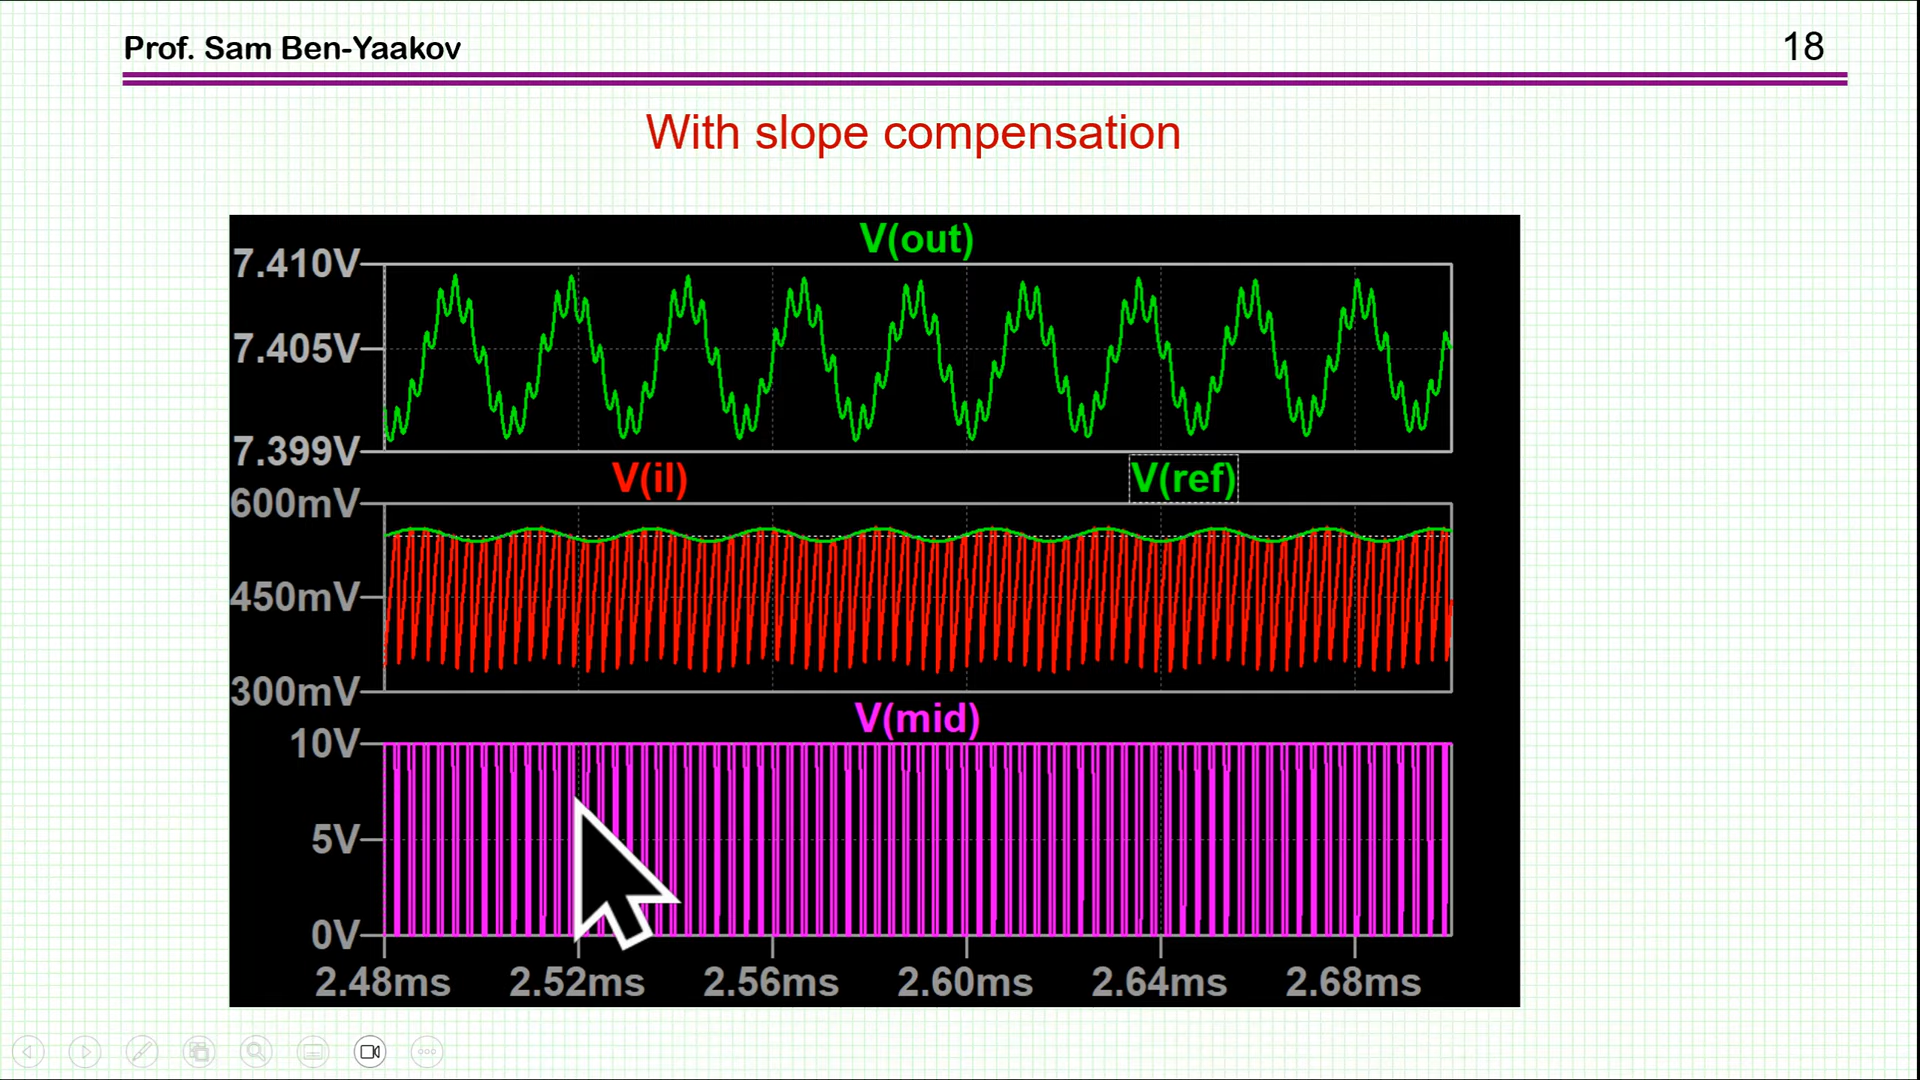 Prof. Sam Ben-Yaakov
18
With slope compensation
V(out)
7.410V
7.405V
7.399V
V(il) V(ref)
600mV
450mV
300mV
V(mid)
10V
5V
0V
2.48ms 2.52ms 2.56ms 2.60ms 2.64ms 2.68ms